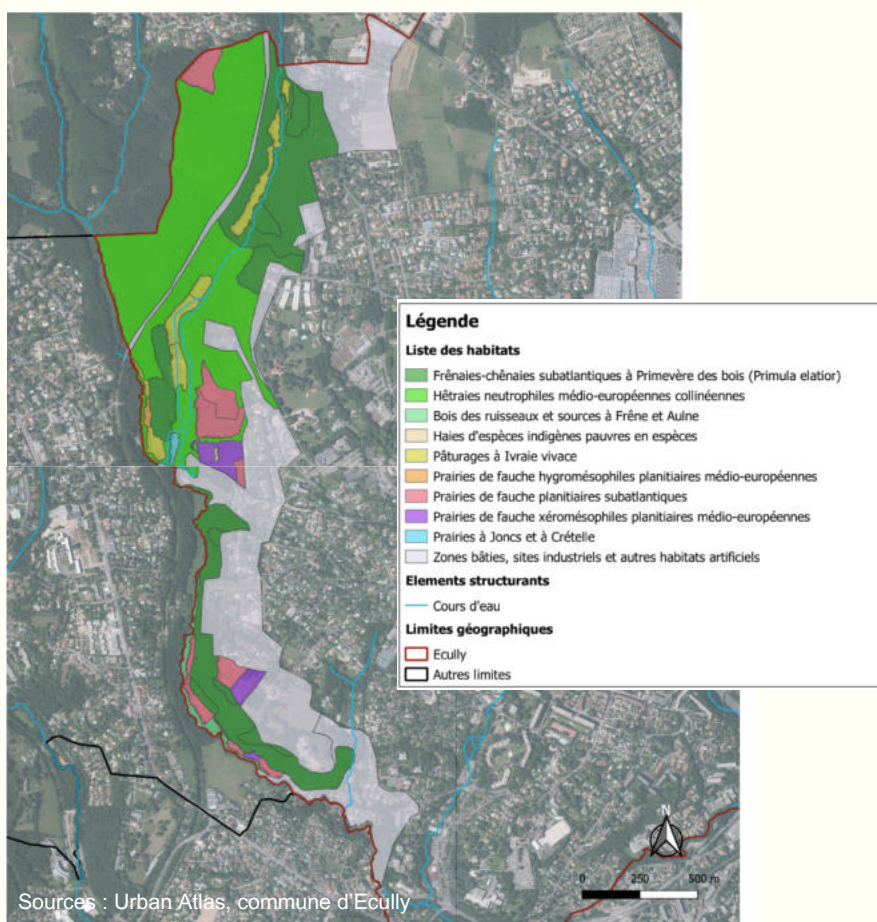 Légende
Liste des habitats
Frênaies-chênaies subatlantiques à Primevère des bois (Primula elatior)
Hêtraies neutrophiles médio-européennes collinéennes
Bois des ruisseaux et sources à Frêne et Aulne
Haies d'espèces indigènes pauvres en espèces
Pâturages à Ivraie vivace
Prairies de fauche hygromésophiles planitiaires médio-européennes
Prairies de fauche planitiaires subatlantiques
Prairies de fauche xéromésophiles planitiaires médio-européennes
Prairies à Joncs et à Crételle
Zones bâties, sites industriels et autres habitats artificiels
Elements structurants
Cours d'eau
Limites géographiques
Ecully
Autres limites
N
0 250 500 m
Sources : Urban Atlas, commune d'Ecully